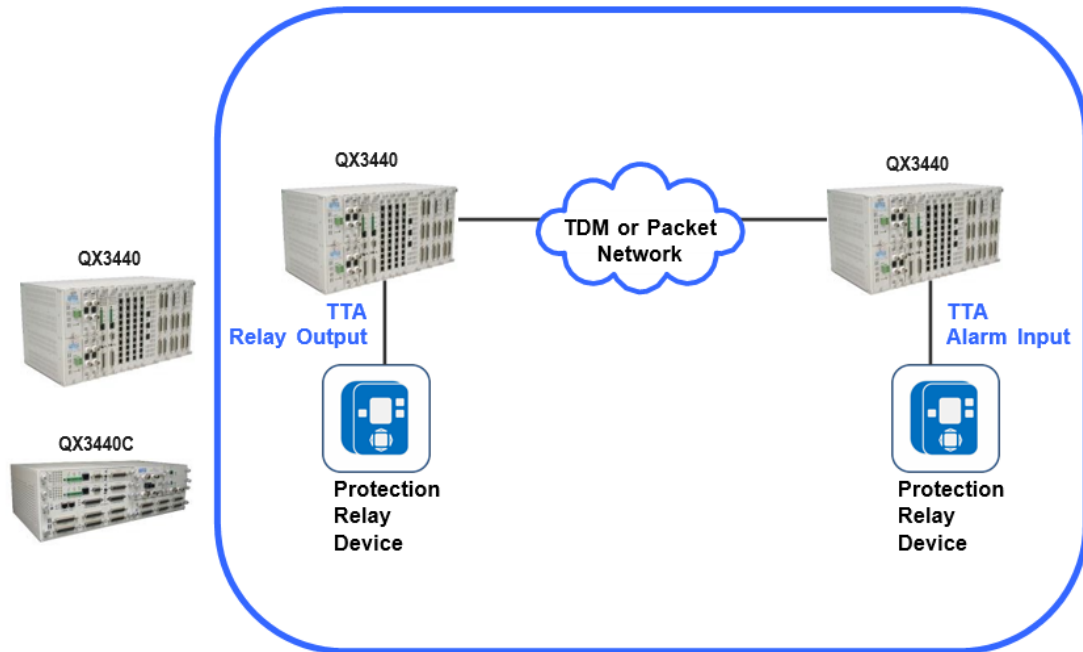 QX3440
QX3440C
QX3440
TDM or Packet
Network
QX3440
TTA
Relay Output
TTA
Alarm Input
Protection
Relay
Device
Protection
Relay
Device